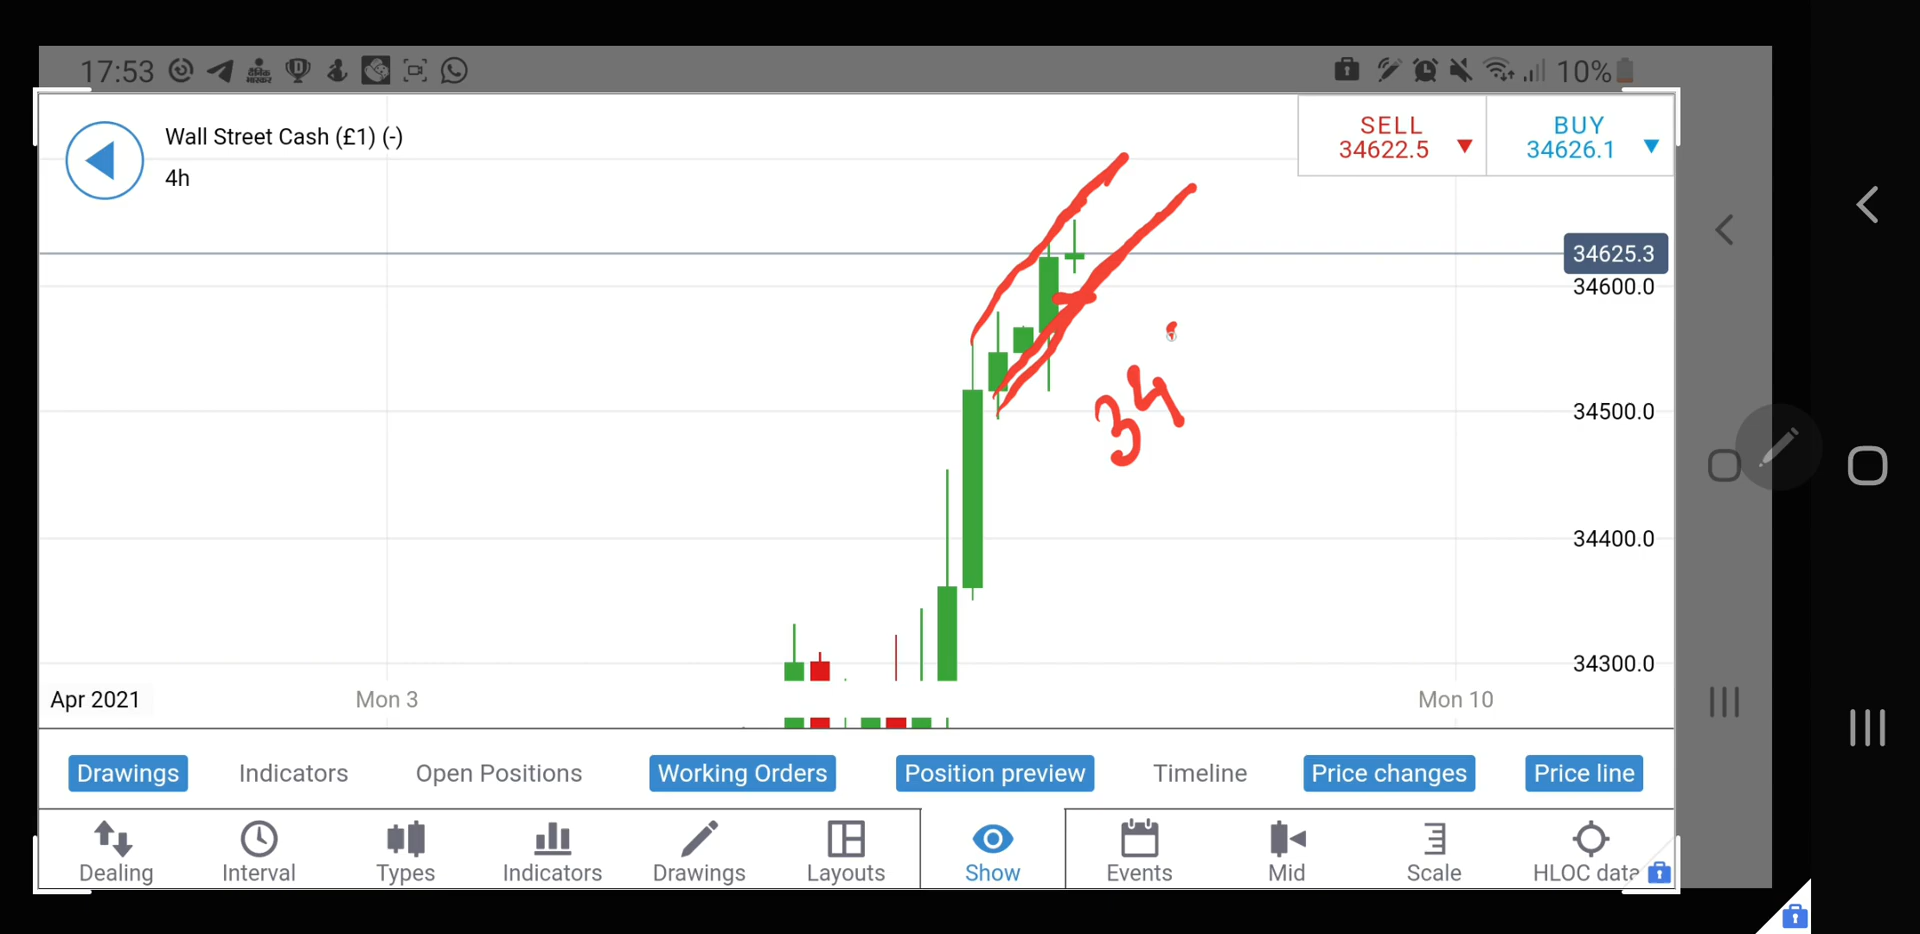 17:53
दैनिक
भास्कर
10%
Wall Street Cash (£1) (-)
4h
SELL
34622.5
BUY
34626.1
34625.3
34600.0
34500.0
34400.0
34300.0
34
Apr 2021
Mon 3
Mon 10
Drawings Indicators Open Positions Working Orders Position preview Timeline Price changes Price line
Dealing Interval Types Indicators Drawings Layouts Show Events Mid Scale HLOC data